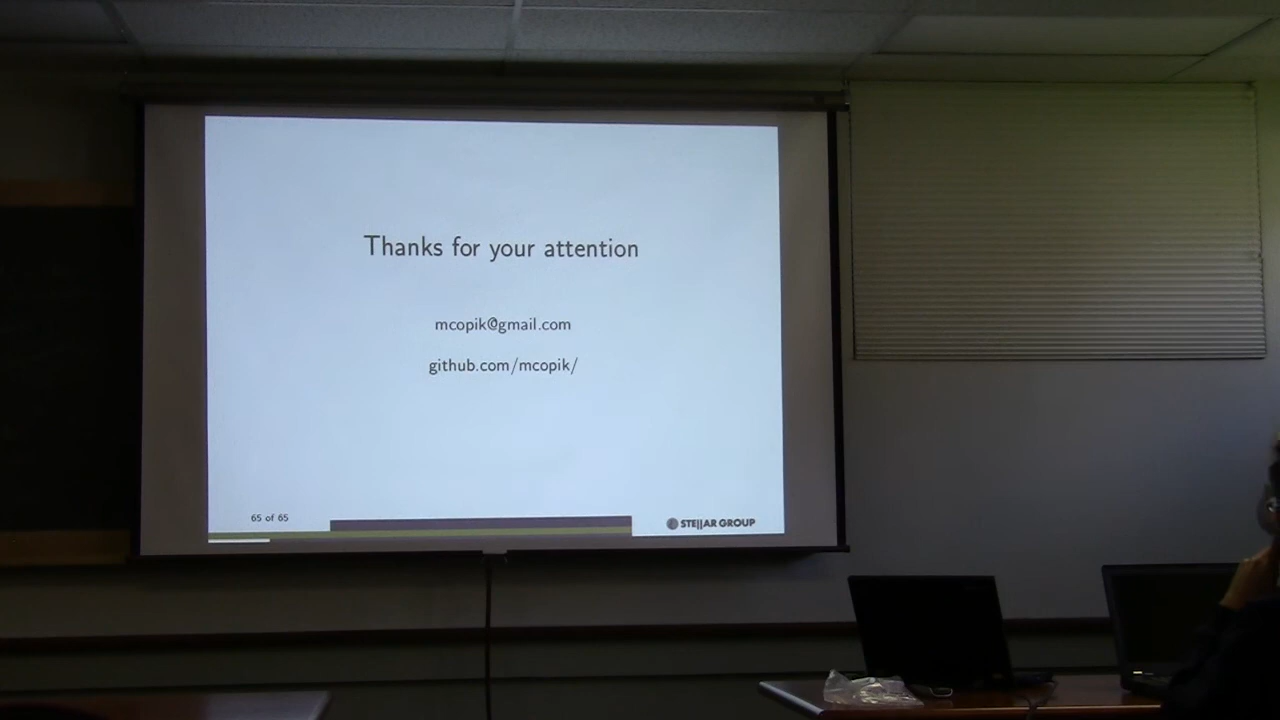 Thanks for your attention
mcopik@gmail.com
github.com/mcopik/
65 of 65
STE||AR GROUP